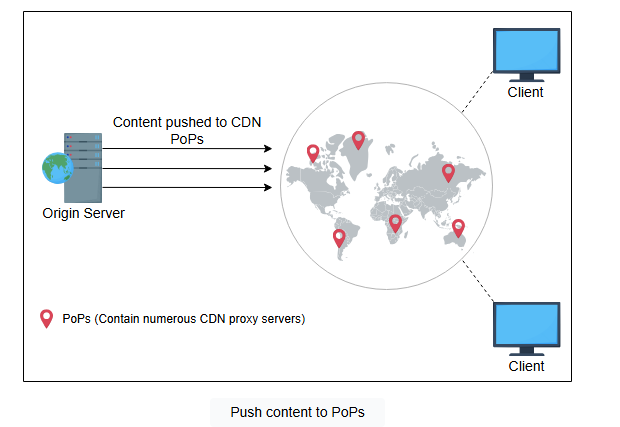 Client
Content pushed to CDN
PoPs
Origin Server
PoPs (Contain numerous CDN proxy servers)
Client
Push content to PoPs